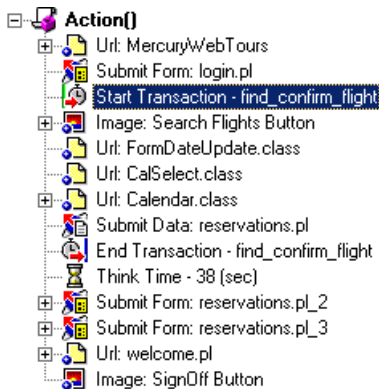 Action()
Url: MercuryWebTours
Submit Form: login.pl
Start Transaction - find_confirm_flight
Image: Search Flights Button
Url: FormDateUpdate.class
Url: CalSelect.class
Url: Calendar.class
Submit Data: reservations.pl
End Transaction - find_confirm_flight
Think Time - 38 (sec)
Submit Form: reservations.pl_2
Submit Form: reservations.pl_3
Url: welcome.pl
Image: SignOff Button